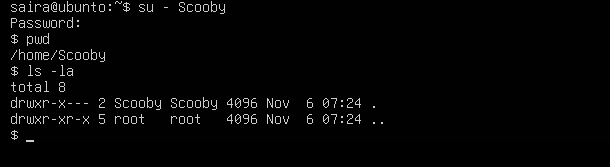 saira@ubunto:~$ su - Scooby
Password:
$ pwd
/home/Scooby
$ ls -la
total 8
drwxr-x--- 2 Scooby Scooby 4096 Nov  6 07:24 .
drwxr-xr-x 5 root   root   4096 Nov  6 07:24 ..
$ _